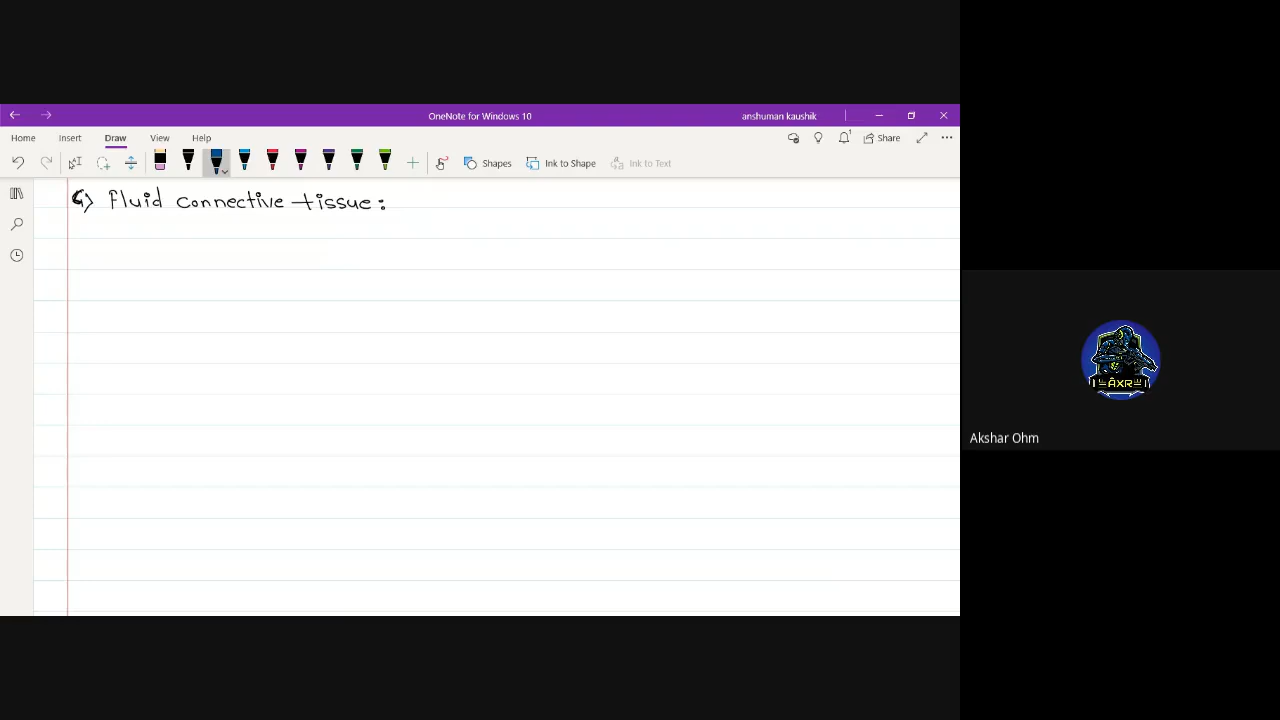 OneNote for Windows 10
anshuman kaushik
Home Insert Draw View Help
Share
Shapes Ink to Shape Ink to Text
Fluid connective tissue:
ÂXR
Akshar Ohm